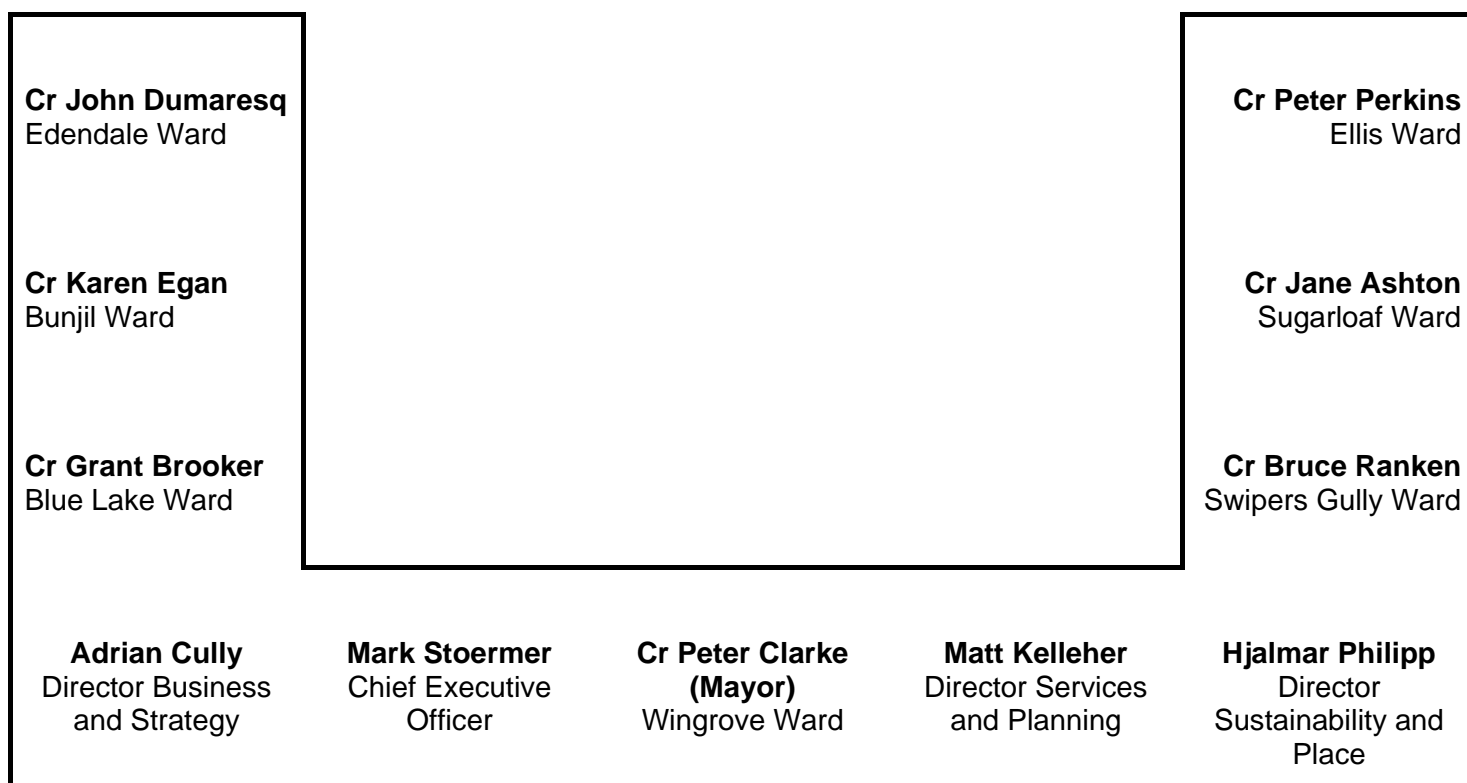 Cr John Dumaresq
Edendale Ward
Cr Peter Perkins
Ellis Ward
Cr Karen Egan
Bunjil Ward
Cr Jane Ashton
Sugarloaf Ward
Cr Grant Brooker
Blue Lake Ward
Cr Bruce Ranken
Swipers Gully Ward
Adrian Cully
Director Business
and Strategy
Mark Stoermer
Chief Executive
Officer
Cr Peter Clarke
(Mayor)
Wingrove Ward
Matt Kelleher
Director Services
and Planning
Hjalmar Philipp
Director
Sustainability and
Place